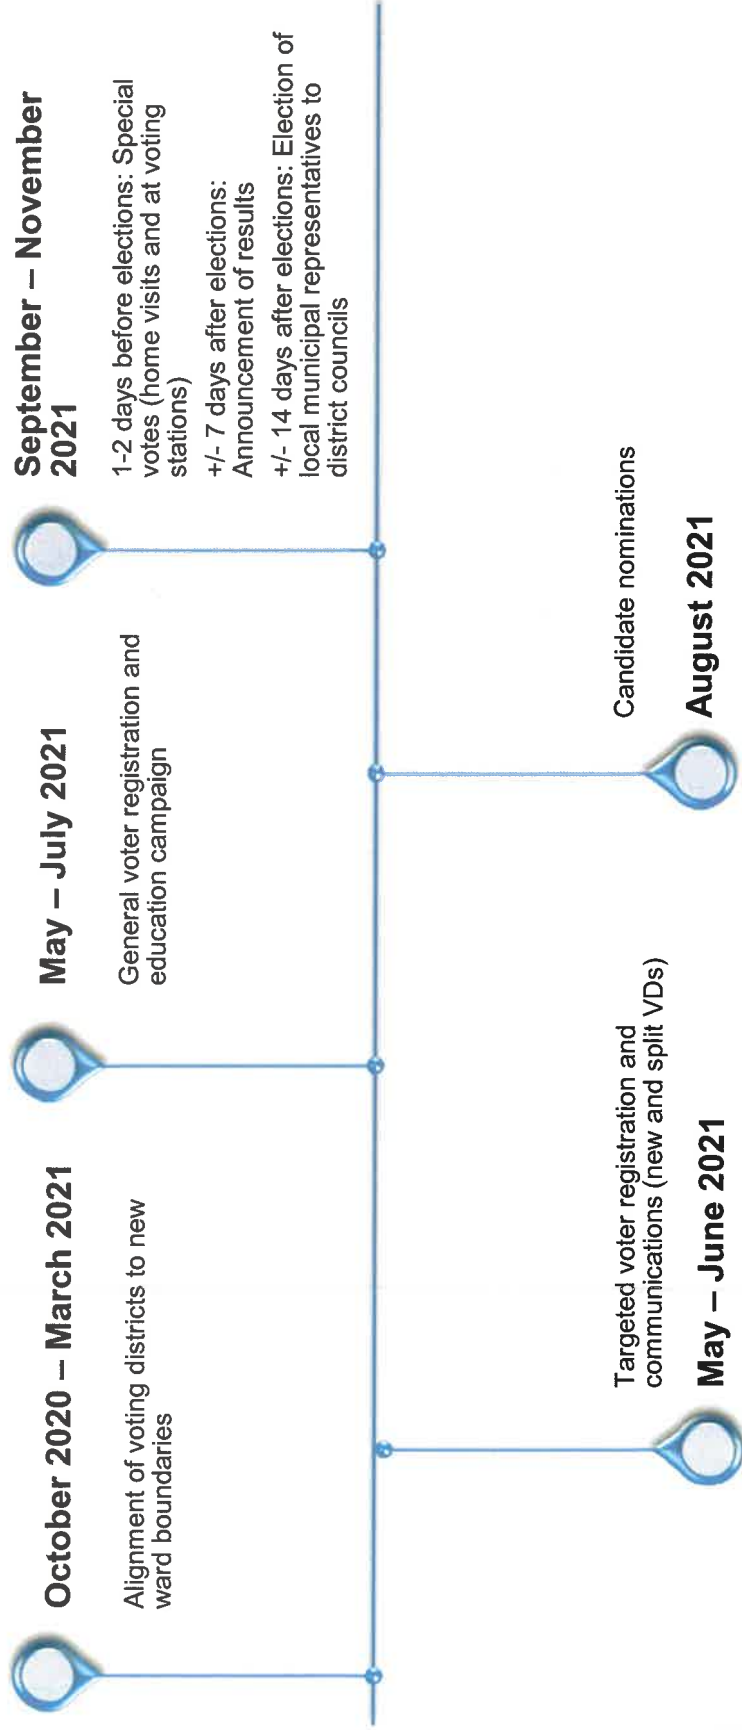 October 2020 – March 2021
Alignment of voting districts to new
ward boundaries
Targeted voter registration and
communications (new and split VDs)
May – June 2021
May – July 2021
General voter registration and
education campaign
Candidate nominations
August 2021
September – November
2021
1-2 days before elections: Special
votes (home visits and at voting
stations)
+/- 7 days after elections:
Announcement of results
+/- 14 days after elections: Election of
local municipal representatives to
district councils